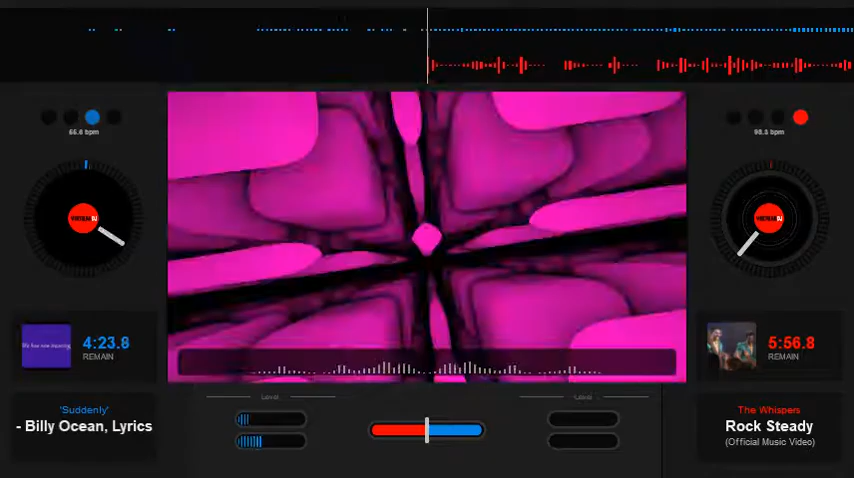 66.6 bpm
98.5 bpm
4:23.8
REMAIN
5:56.8
REMAIN
Level
Level
'Suddenly'
- Billy Ocean, Lyrics
The Whispers
Rock Steady
(Official Music Video)